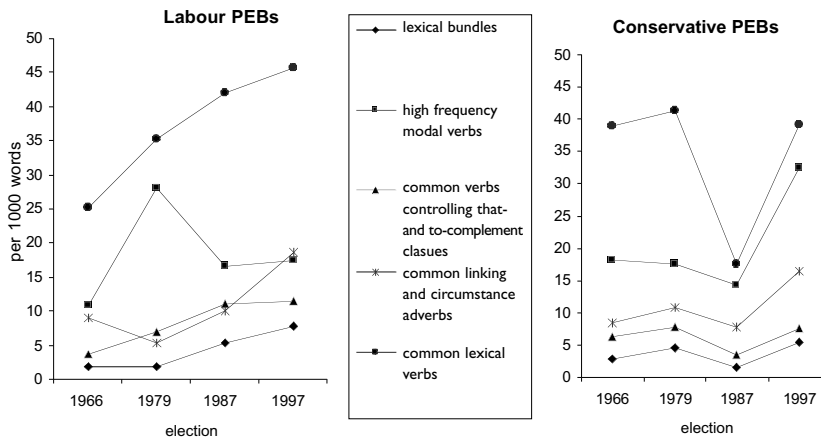 Labour PEBs
50
45
40
35
30
25
20
15
10
5
0
per 1000 words
1966 1979 1987 1997
election
lexical bundles
high frequency
modal verbs
common verbs
controlling that-
and to-complement
clasues
common linking
and circumstance
adverbs
common lexical
verbs
Conservative PEBs
50
45
40
35
30
25
20
15
10
5
0
1966 1979 1987 1997
election